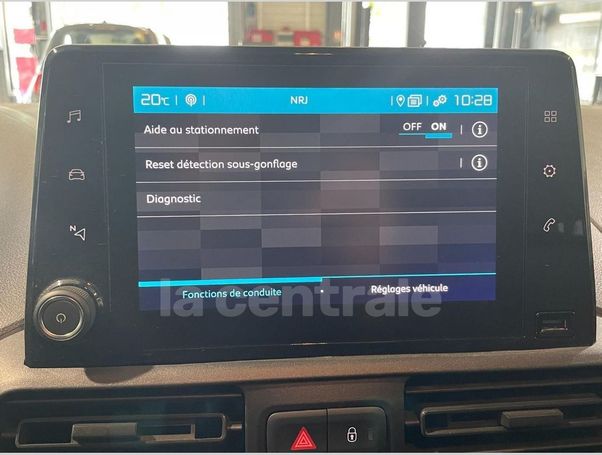 20°C
NRJ
10:28
Aide au stationnement
OFF ON
Reset détection sous-gonflage
Diagnostic
Fonctions de conduite
Réglages véhicule
la centrale
N